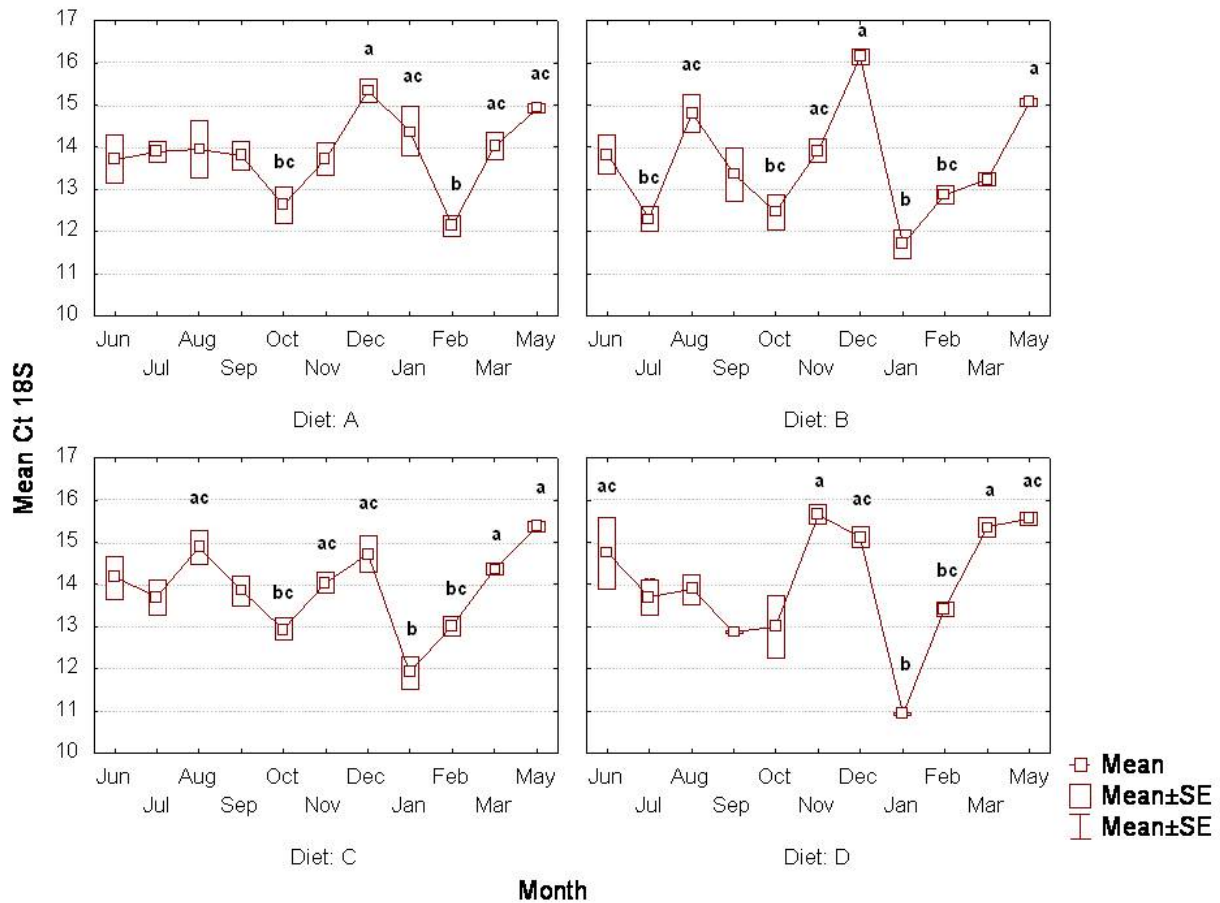 Mean Ct 18S
17
16
15
14
13
12
11
10
a
ac
ac
ac
bc
b
Jun Aug Oct Dec Feb May
Jul Sep Nov Jan Mar
Diet: A
a
ac
a
ac
bc
bc
bc
b
Jun Aug Oct Dec Feb May
Jul Sep Nov Jan Mar
Diet: B
17
16
15
14
13
12
11
10
a
ac
ac
a
ac
bc
bc
b
Jun Aug Oct Dec Feb May
Jul Sep Nov Jan Mar
Diet: C
ac
a
ac
a
ac
bc
b
Jun Aug Oct Dec Feb May
Jul Sep Nov Jan Mar
Diet: D
Mean
Mean±SE
Mean±SE
Month